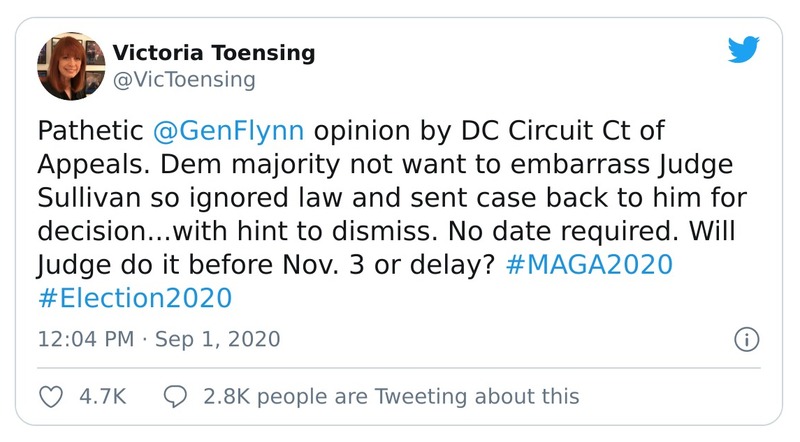 Victoria Toensing
@VicToensing
Pathetic @GenFlynn opinion by DC Circuit Ct of
Appeals. Dem majority not want to embarrass Judge
Sullivan so ignored law and sent case back to him for
decision...with hint to dismiss. No date required. Will
Judge do it before Nov. 3 or delay? #MAGA2020
#Election2020
12:04 PM · Sep 1, 2020
4.7K 2.8K people are Tweeting about this